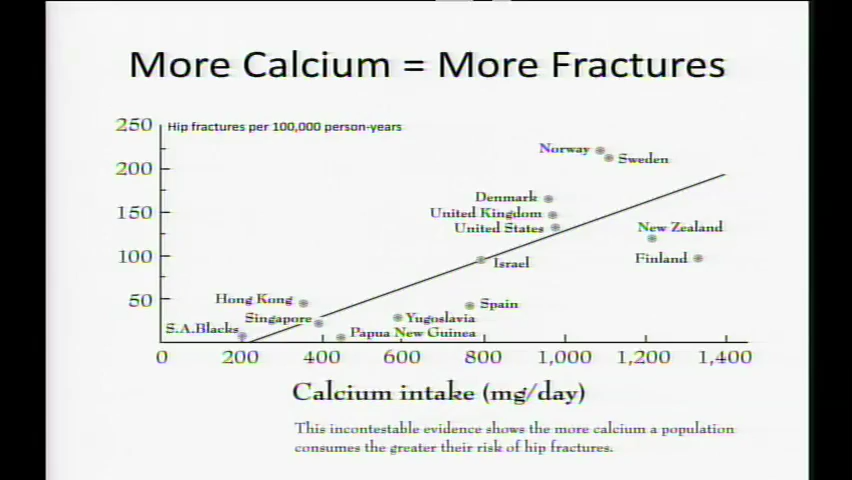 More Calcium = More Fractures
250
Hip fractures per 100,000 person-years
Norway
Sweden
200
Denmark
150
United Kingdom
United States
New Zealand
100
Israel
Finland
50
Hong Kong
Spain
Singapore
Yugoslavia
S.A.Blacks
Papua New Guinea
0 200 400 600 800 1,000 1,200 1,400
Calcium intake (mg/day)
This incontestable evidence shows the more calcium a population
consumes the greater their risk of hip fractures.